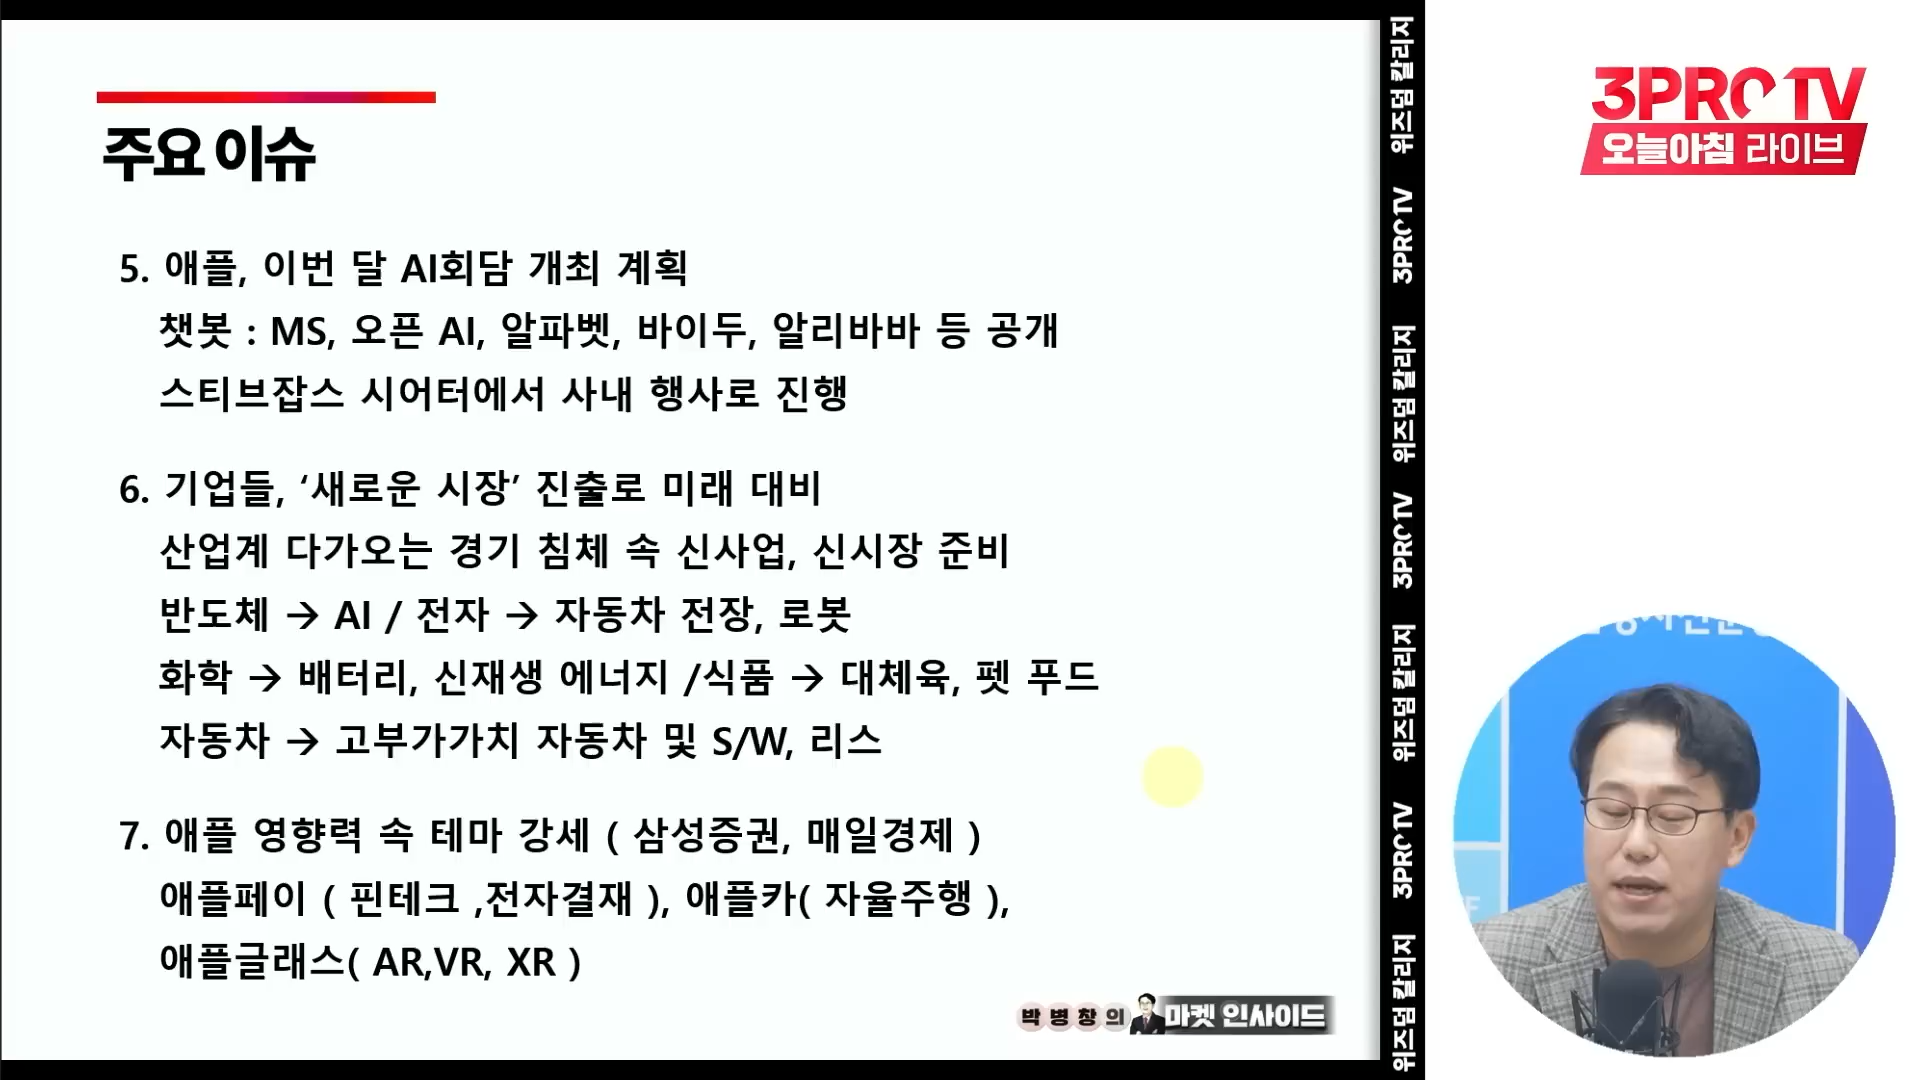 주요 이슈
5. 애플, 이번 달 AI회담 개최 계획
챗봇 : MS, 오픈 AI, 알파벳, 바이두, 알리바바 등 공개
스티브잡스 시어터에서 사내 행사로 진행
6. 기업들, ‘새로운 시장’ 진출로 미래 대비
산업계 다가오는 경기 침체 속 신사업, 신시장 준비
반도체 → AI / 전자 → 자동차 전장, 로봇
화학 → 배터리, 신재생 에너지 /식품 → 대체육, 펫 푸드
자동차 → 고부가가치 자동차 및 S/W, 리스
7. 애플 영향력 속 테마 강세 ( 삼성증권, 매일경제 )
애플페이 ( 핀테크 ,전자결재 ), 애플카( 자율주행 ),
애플글래스( AR,VR, XR )
박병창의 마켓 인사이드
위즈덤 칼리지 3PROTV 위즈덤 칼리지 3PROTV 위즈덤 칼리지 3PROTV 위즈덤 칼리지
3PROTV
오늘아침 라이브